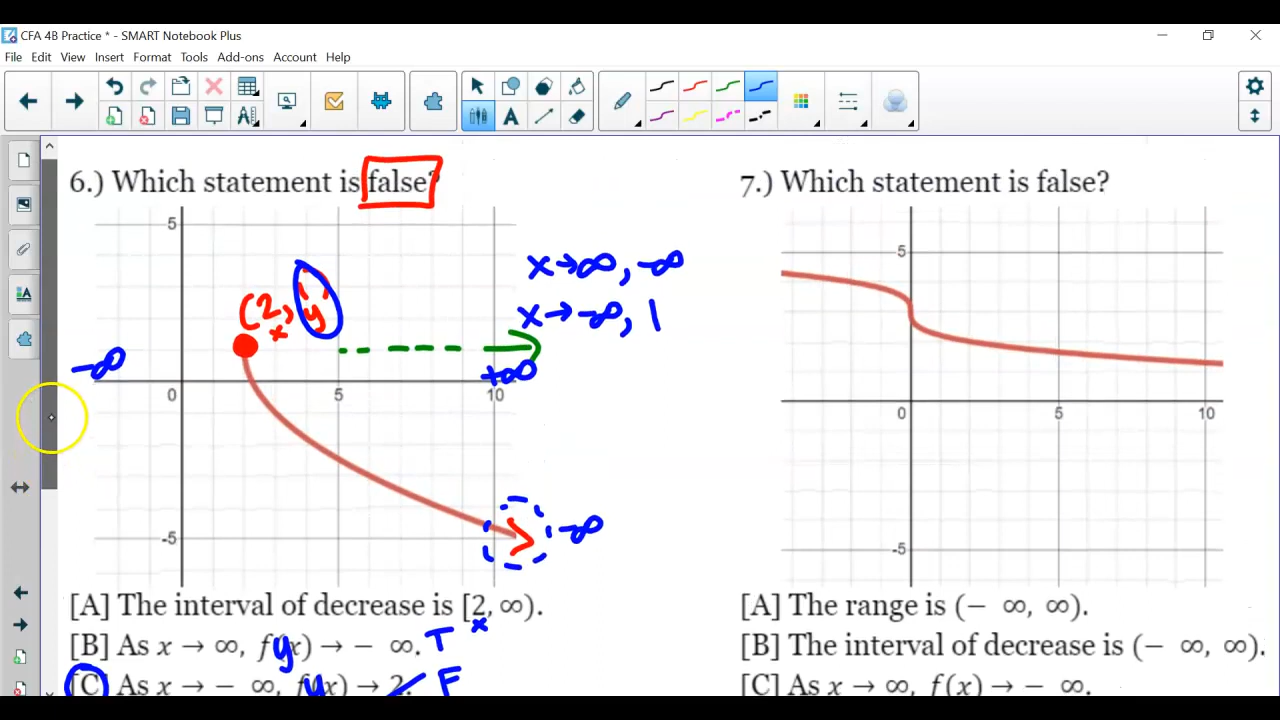 CFA 4B Practice * - SMART Notebook Plus
File Edit View Insert Format Tools Add-ons Account Help
6.) Which statement is false?
5
(2, y)
x
x→∞, -∞
x→-∞, 1
-∞
+∞
0 5 10
-5
-∞
[A] The interval of decrease is [2, ∞).
x
[B] As x → ∞, f(x) → - ∞. T
y
[C] As x → - ∞, f(x) → 2. F
y
7.) Which statement is false?
5
0 5 10
-5
[A] The range is (- ∞, ∞).
[B] The interval of decrease is (- ∞, ∞).
[C] As x → ∞, f(x) → - ∞.